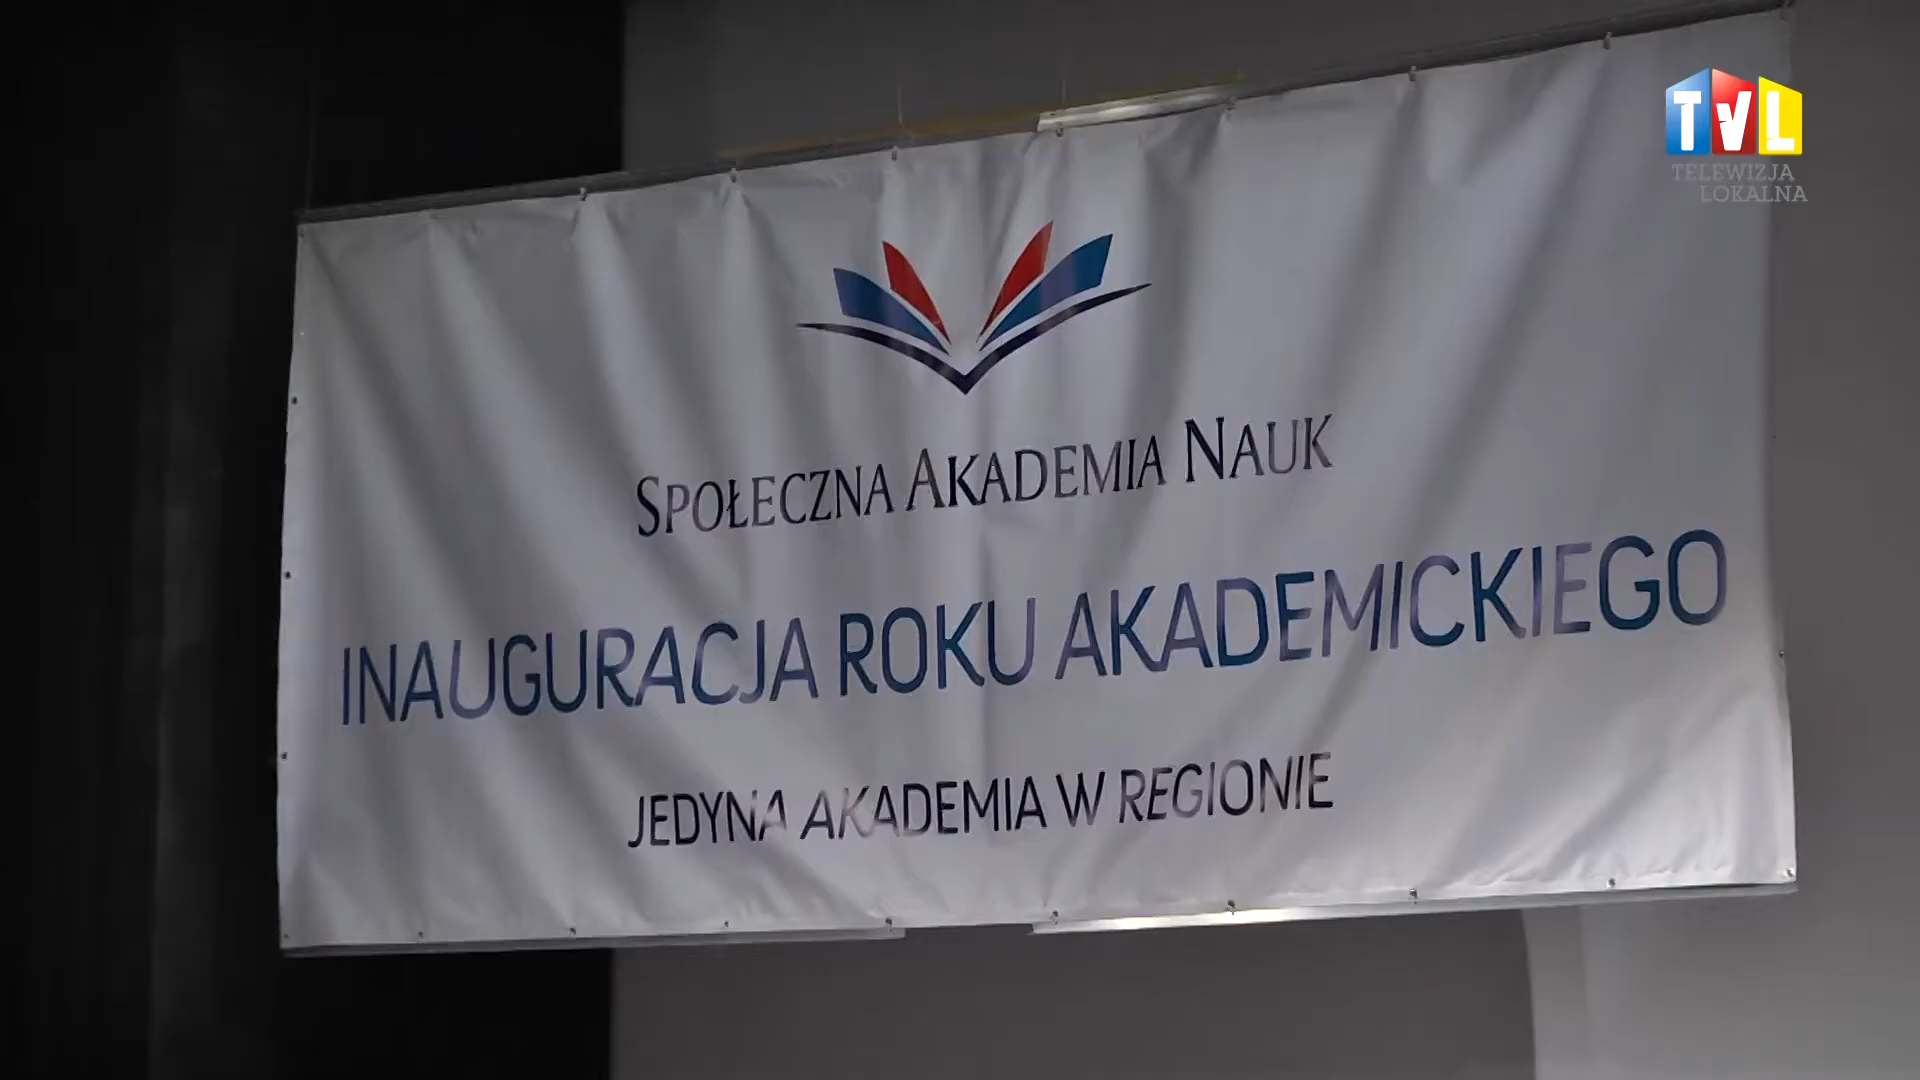 TVL
TELEWIZJA
LOKALNA
SPOŁECZNA AKADEMIA NAUK
INAUGURACJA ROKU AKADEMICKIEGO
JEDYNA AKADEMIA W REGIONIE